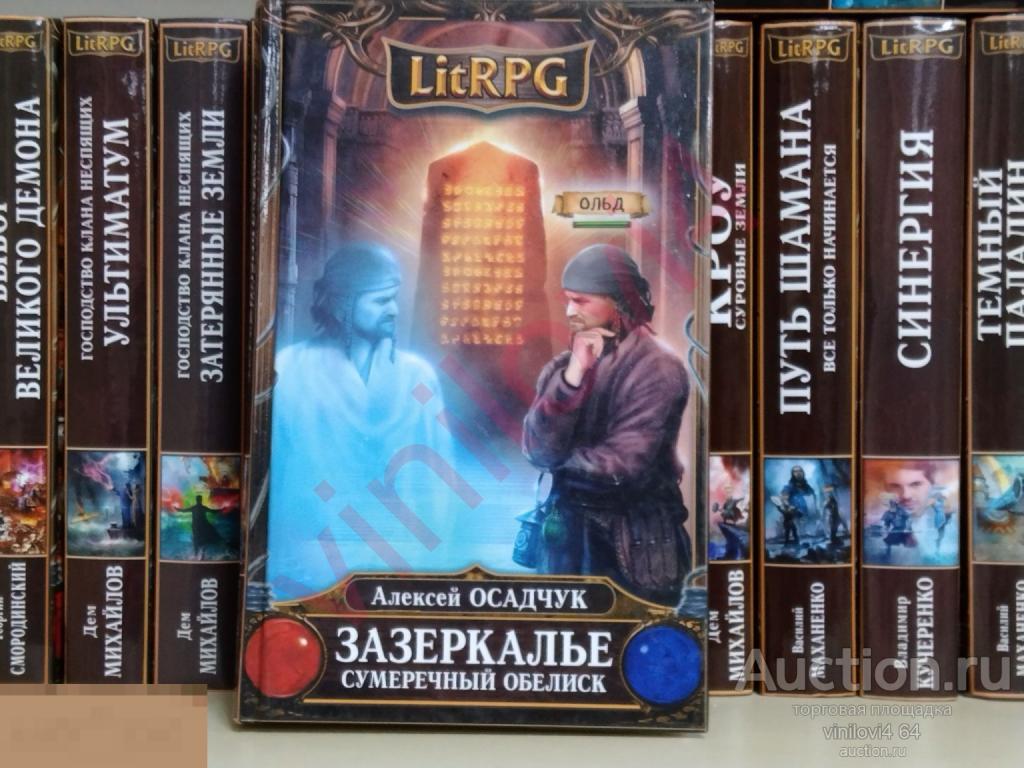 LitRPG
ВЕЛИКОГО ДЕМОНА
СМОРОДИНСКИЙ
LitRPG
ГОСПОДСТВО КЛАНА НЕСПЯЩИХ
УЛЬТИМАТУМ
Дем
МИХАЙЛОВ
LitRPG
ГОСПОДСТВО КЛАНА НЕСПЯЩИХ
ЗАТЕРЯННЫЕ ЗЕМЛИ
Дем
МИХАЙЛОВ
LitRPG
ОЛЬД
Алексей ОСАДЧУК
ЗАЗЕРКАЛЬЕ
СУМЕРЕЧНЫЙ ОБЕЛИСК
LitRPG
КРОУ
СУРОВЫЕ ЗЕМЛИ
Дем
МИХАЙЛОВ
LitRPG
ПУТЬ ШАМАНА
ВСЕ ТОЛЬКО НАЧИНАЕТСЯ
Василий
МАХАНЕНКО
LitRPG
СИНЕРГИЯ
Владимир
КУЧЕРЕНКО
LitRPG
ТЕМНЫЙ
ПАЛАДИН
Василий
МАХАНЕНКО
Auction.ru
торговая площадка
vinilovi4 64
auction.ru